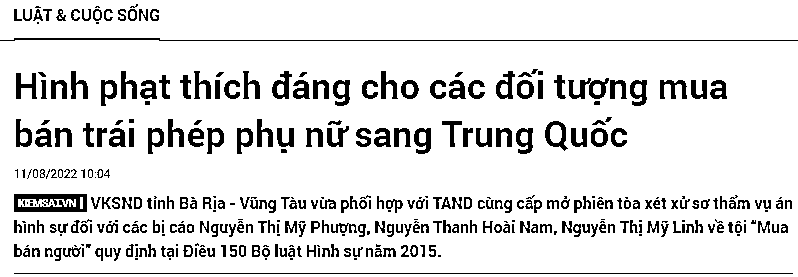 LUẬT & CUỘC SỐNG
Hình phạt thích đáng cho các đối tượng mua
bán trái phép phụ nữ sang Trung Quốc
11/08/2022 10:04
KIEMSAT.VN | VKSND tỉnh Bà Rịa - Vũng Tàu vừa phối hợp với TAND cùng cấp mở phiên tòa xét xử sơ thẩm vụ án
hình sự đối với các bị cáo Nguyễn Thị Mỹ Phượng, Nguyễn Thanh Hoài Nam, Nguyễn Thị Mỹ Linh về tội “Mua
bán người” quy định tại Điều 150 Bộ luật Hình sự năm 2015.